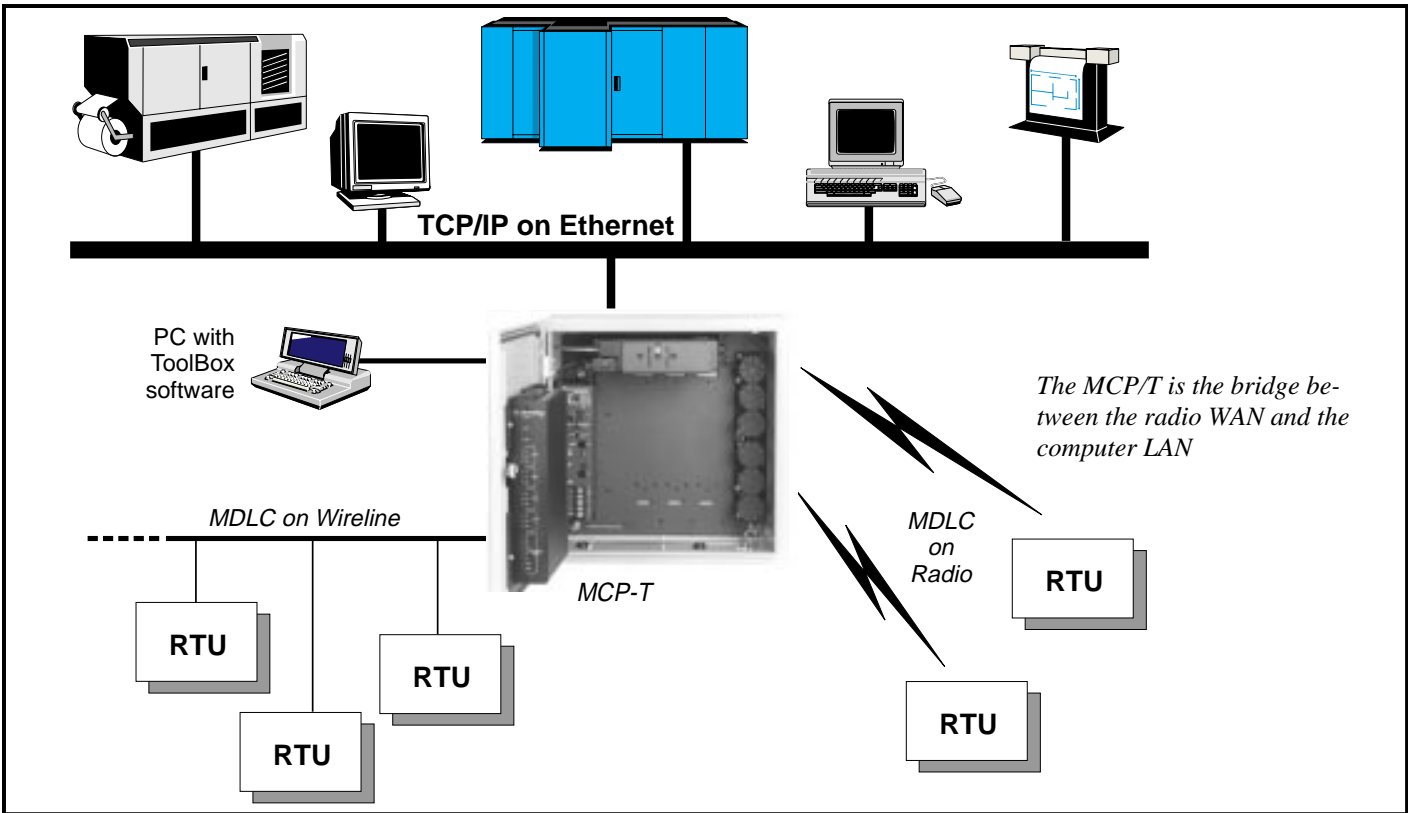 TCP/IP on Ethernet
PC with
ToolBox
software
The MCP/T is the bridge be-
tween the radio WAN and the
computer LAN
MDLC on Wireline
MDLC
on
Radio
MCP-T
RTU
RTU
RTU
RTU
RTU